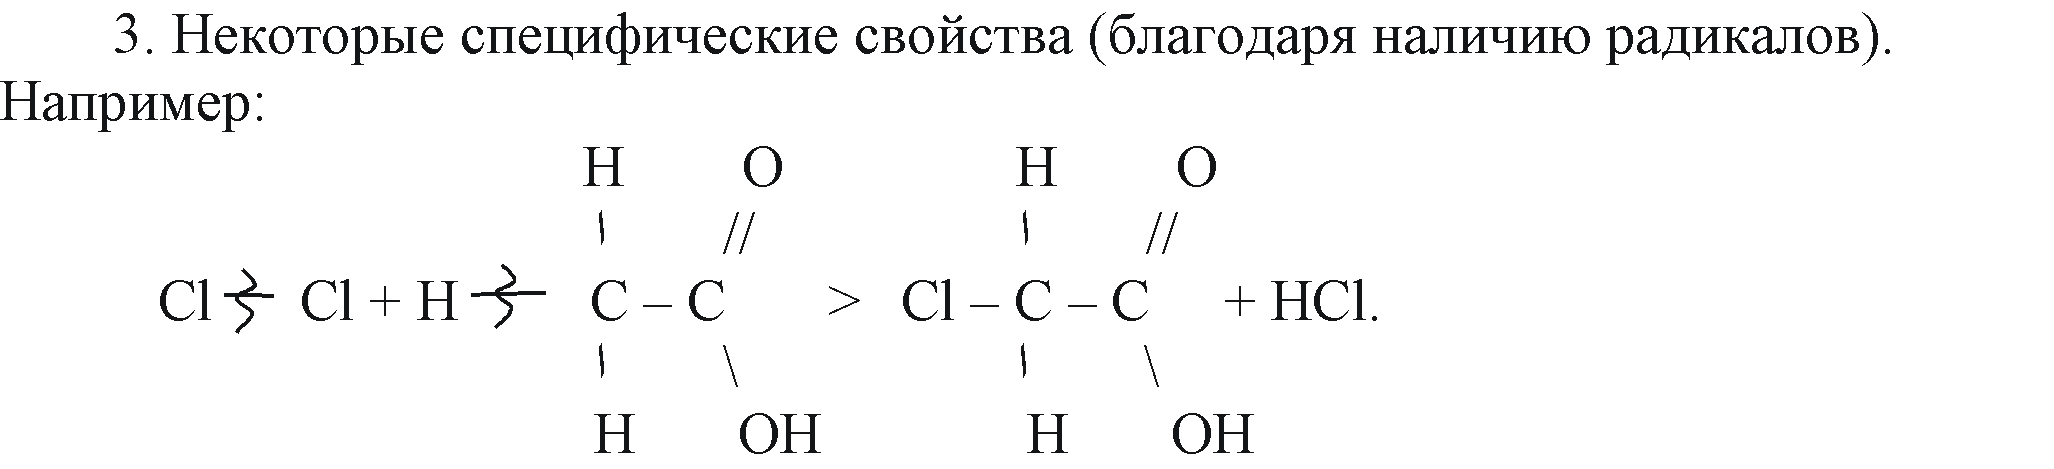 3. Некоторые специфические свойства (благодаря наличию радикалов).
Например:
H O H O
\ // \ //
Cl Cl + H C – C > Cl – C – C + HCl.
\ \ \ \
H OH H OH